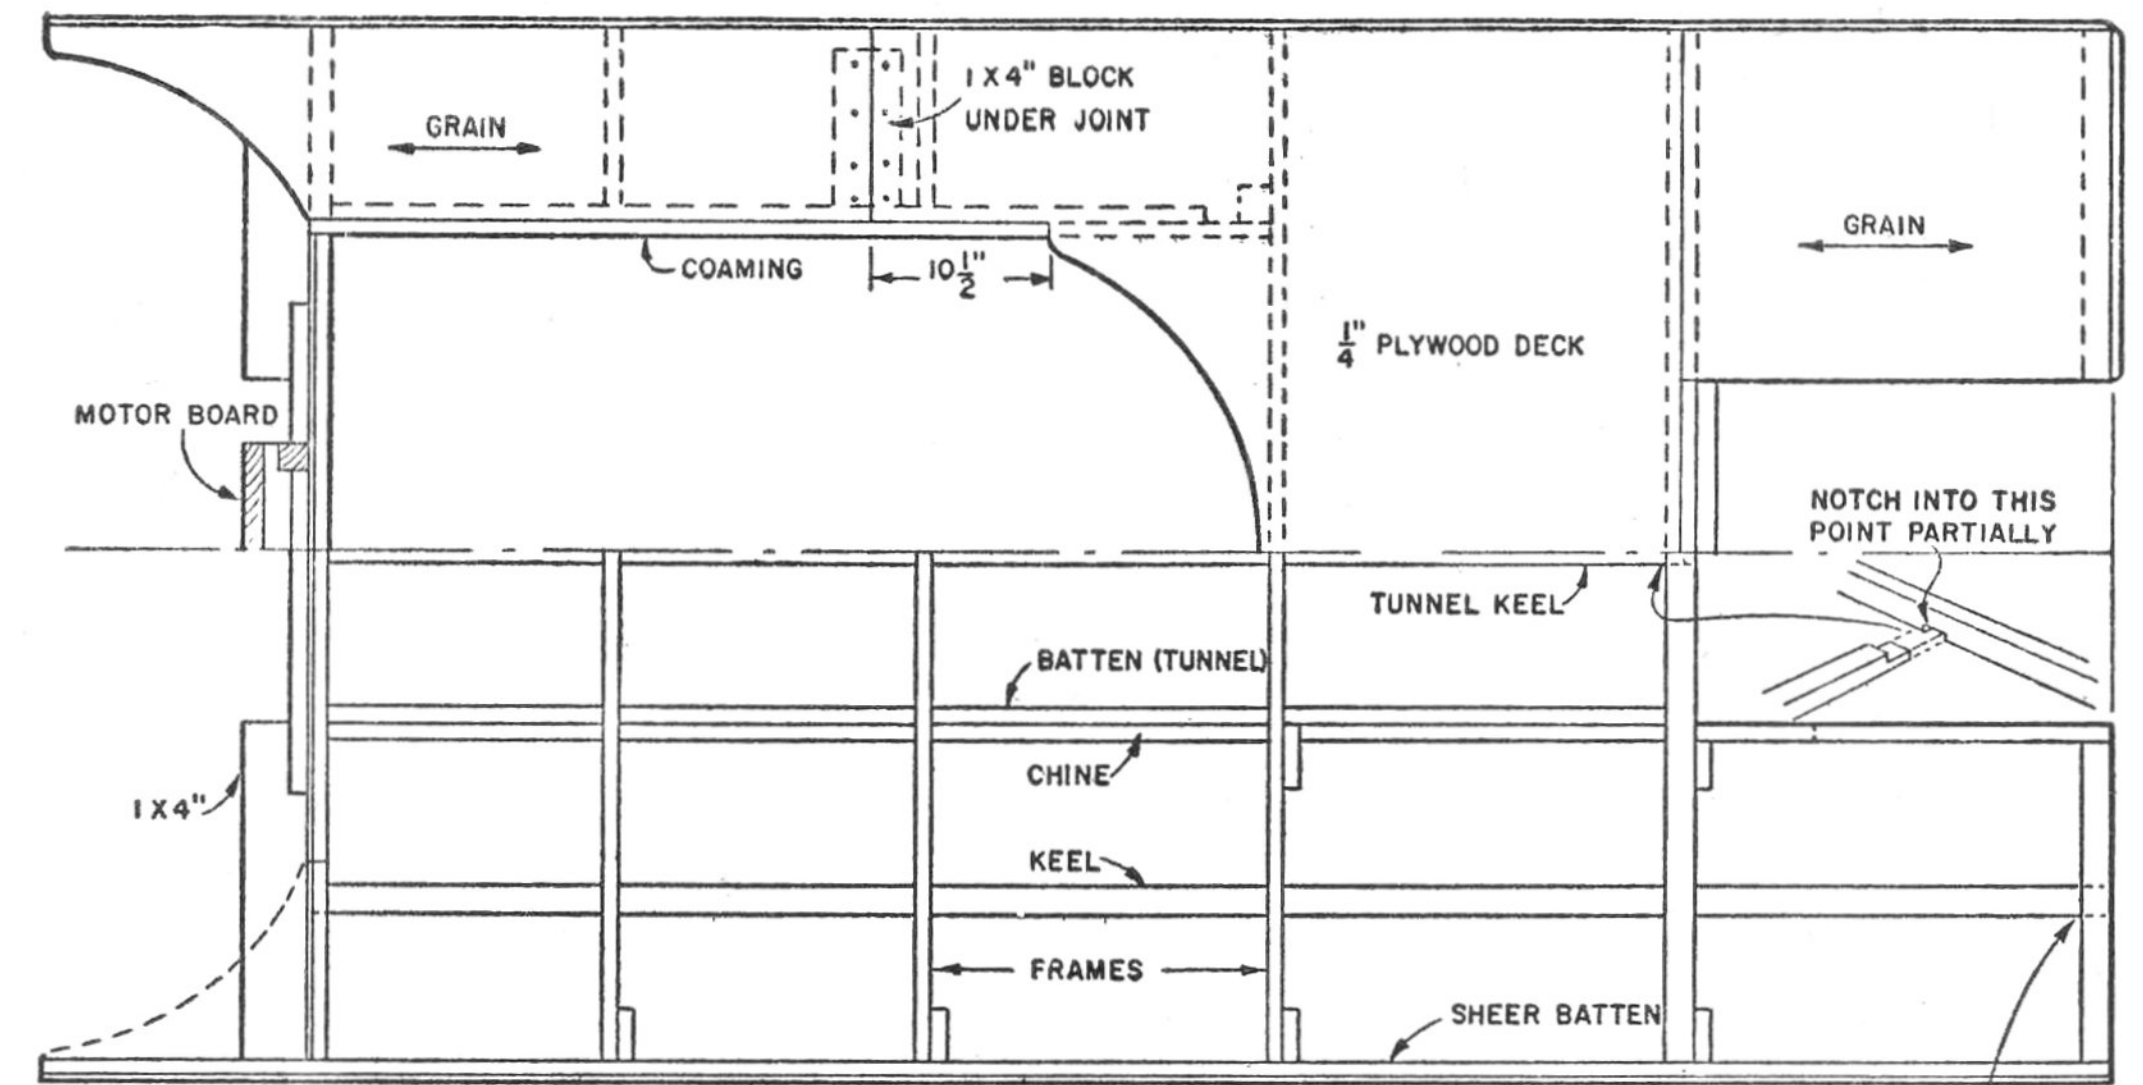 1 X 4" BLOCK
UNDER JOINT
GRAIN
GRAIN
COAMING
10 1/2"
1/4" PLYWOOD DECK
MOTOR BOARD
NOTCH INTO THIS
POINT PARTIALLY
TUNNEL KEEL
BATTEN (TUNNEL)
CHINE
1 X 4"
KEEL
FRAMES
SHEER BATTEN